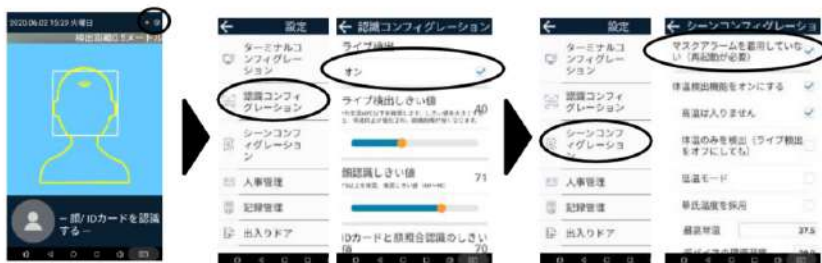 2020-06-02 15:29 火曜日
検出距離0.5メートル
－ 顔/IDカードを認識
する －
設定
ターミナルコ
ンフィグレー
ション
認識コンフィ
グレーション
シーンコンフ
ィグレーショ
ン
人事管理
記録管理
出入りドア
認識コンフィグレーション
ライブ検出
オン
ライブ検出しきい値
40
顔認識しきい値
71
IDカードと顔照合認識のしきい
値
70
設定
ターミナルコ
ンフィグレー
ション
認識コンフィ
グレーション
シーンコンフ
ィグレーショ
ン
人事管理
記録管理
出入りドア
シーンコンフィグレーショ
マスクアラームを着用していな
い（再起動が必要）
体温検出機能をオンにする
高温は入りません
体温のみを検出（ライブ検出
をオフにしても）
低温モード
華氏温度を採用
最高体温
37.5